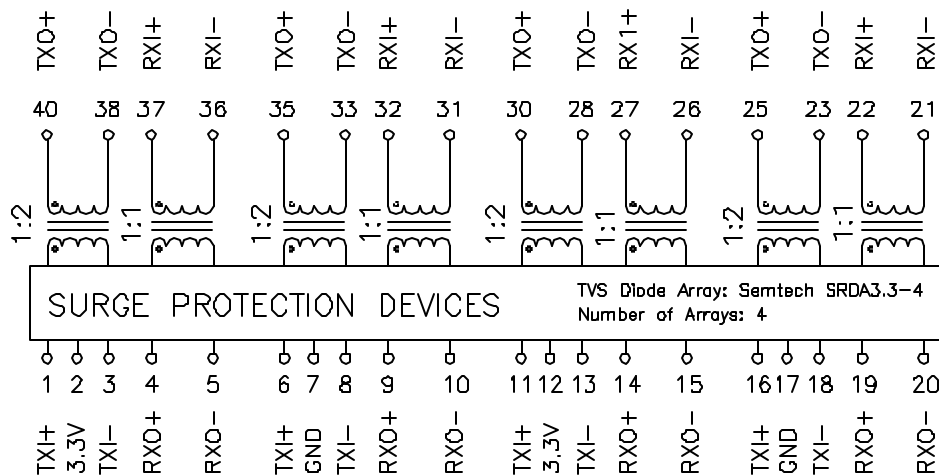 TXO+ TXO- RXI+ RXI- TXO+ TXO- RXI+ RXI- TXO+ TXO- RX1+ RXI- TXO+ TXO- RXI+ RXI-
40 38 37 36 35 33 32 31 30 28 27 26 25 23 22 21
1:2 1:1 1:2 1:1 1:2 1:1 1:2 1:1
SURGE PROTECTION DEVICES
TVS Diode Array: Semtech SRDA3.3-4
Number of Arrays: 4
1 2 3 4 5 6 7 8 9 10 11 12 13 14 15 16 17 18 19 20
TXI+ 3.3V TXI- RXO+ RXO- TXI+ GND TXI- RXO+ RXO- TXI+ 3,3V TXI- RXO+ RXO- TXI+ GND TXI- RXO+ RXO-